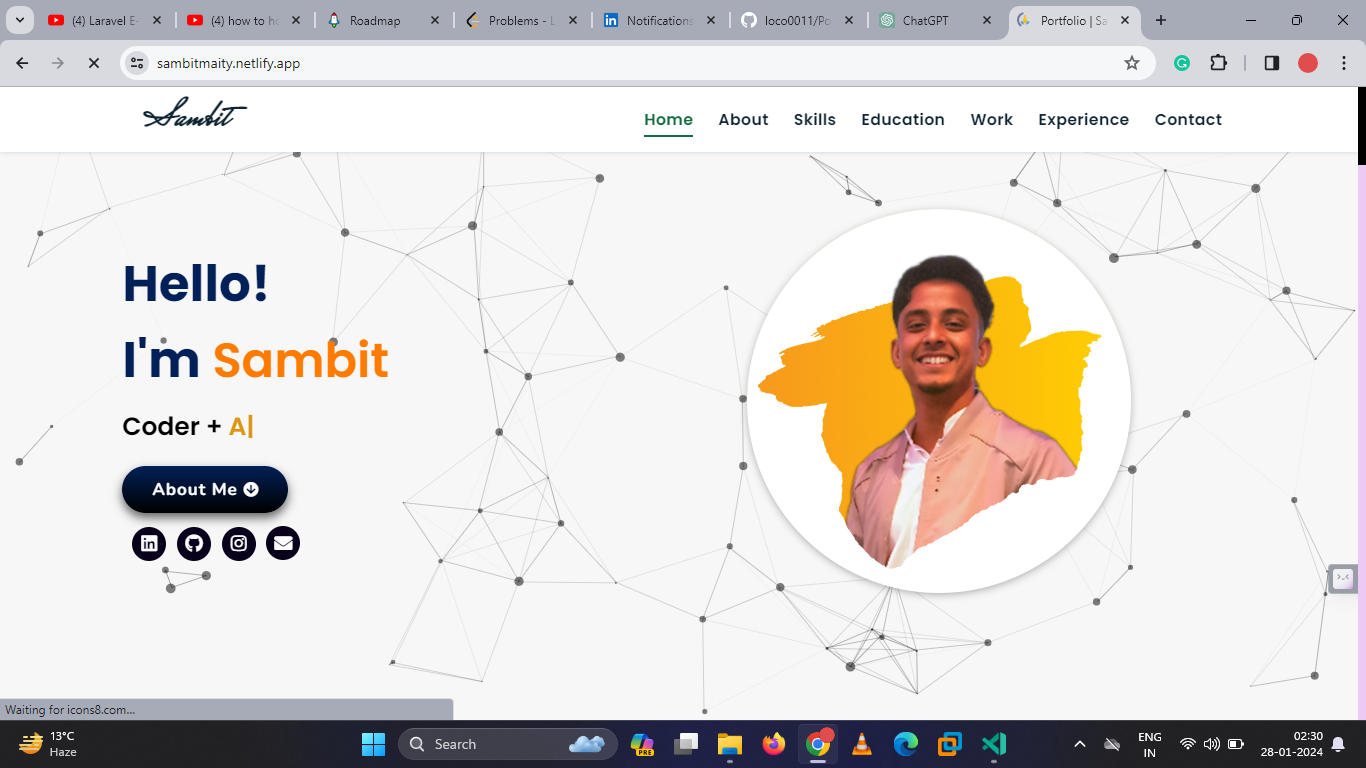 (4) Laravel E-
(4) how to ho
Roadmap
Problems - L
Notifications
loco0011/Po
ChatGPT
Portfolio | Sa
sambitmaity.netlify.app
Sambit
Home About Skills Education Work Experience Contact
Hello!
I'm Sambit
Coder + A|
About Me
Waiting for icons8.com...
13°C
Haze
Search
PRE
ENG
IN
02:30
28-01-2024